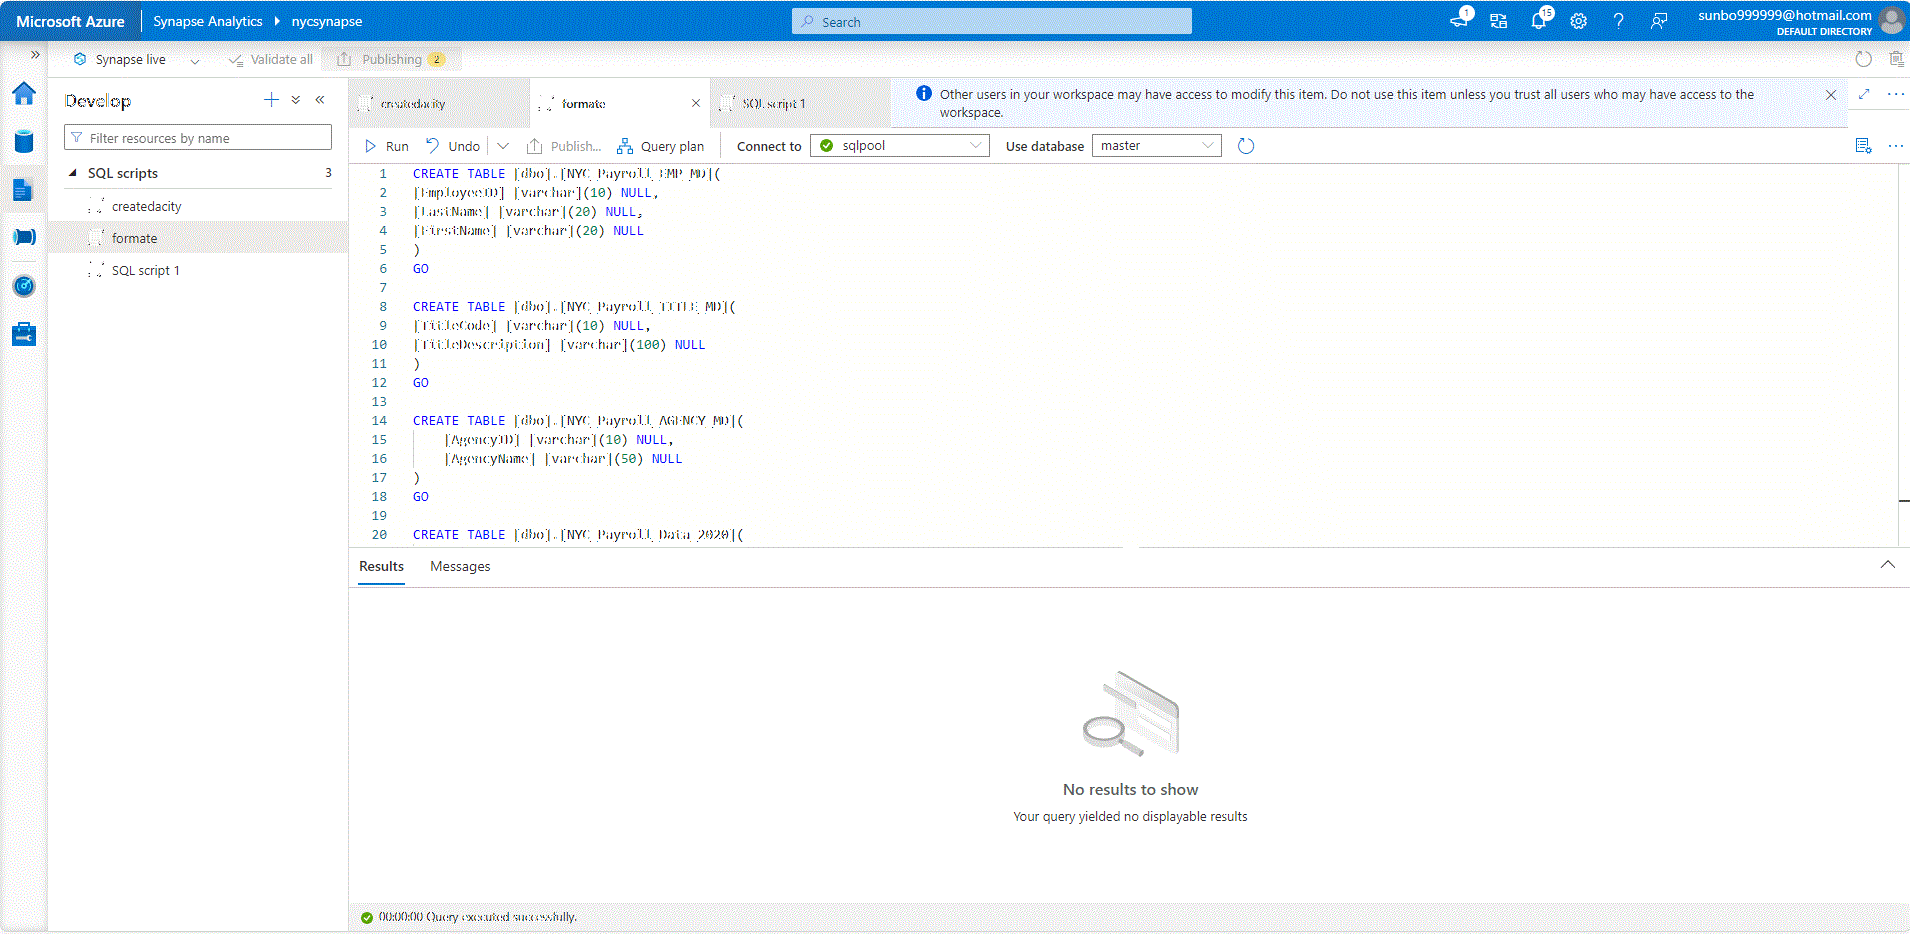 Microsoft Azure
Synapse Analytics ▸ nycsynapse
Search
1
15
sunbo999999@hotmail.com
DEFAULT DIRECTORY
Synapse live
Validate all
Publishing 2
Develop
Filter resources by name
SQL scripts 3
createdacity
formate
SQL script 1
createdacity
formate
SQL script 1
Other users in your workspace may have access to modify this item. Do not use this item unless you trust all users who may have access to the
workspace.
Run
Undo
Publish...
Query plan
Connect to
sqlpool
Use database
master
1 CREATE TABLE [dbo].[NYC_Payroll_EMP_MD](
2 [EmployeeID] [varchar](10) NULL,
3 [LastName] [varchar](20) NULL,
4 [FirstName] [varchar](20) NULL
5 )
6 GO
7
8 CREATE TABLE [dbo].[NYC_Payroll_TITLE_MD](
9 [TitleCode] [varchar](10) NULL,
10 [TitleDescription] [varchar](100) NULL
11 )
12 GO
13
14 CREATE TABLE [dbo].[NYC_Payroll_AGENCY_MD](
15 [AgencyID] [varchar](10) NULL,
16 [AgencyName] [varchar](50) NULL
17 )
18 GO
19
20 CREATE TABLE [dbo].[NYC_Payroll_Data_2020](
Results
Messages
No results to show
Your query yielded no displayable results
00:00:00 Query executed successfully.